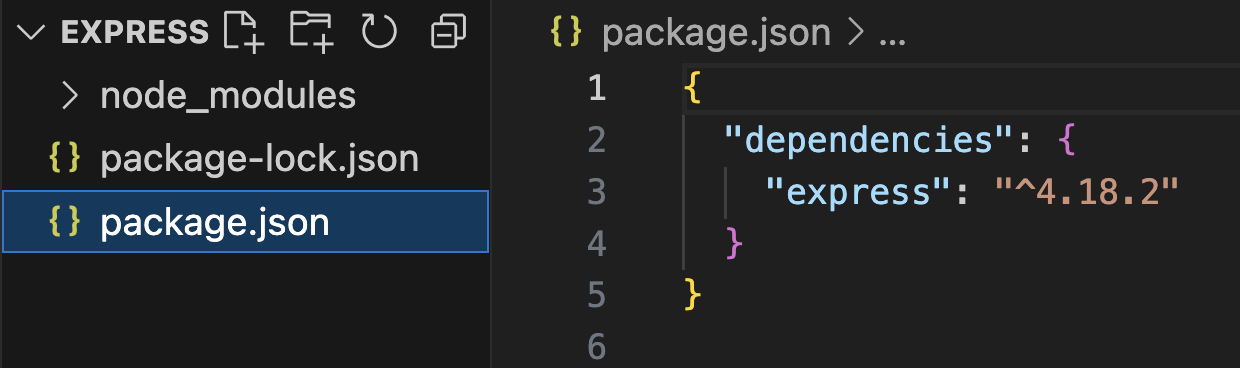 EXPRESS
node_modules
{} package-lock.json
{} package.json
{} package.json > ...
1 {
2 "dependencies": {
3 "express": "^4.18.2"
4 }
5 }
6